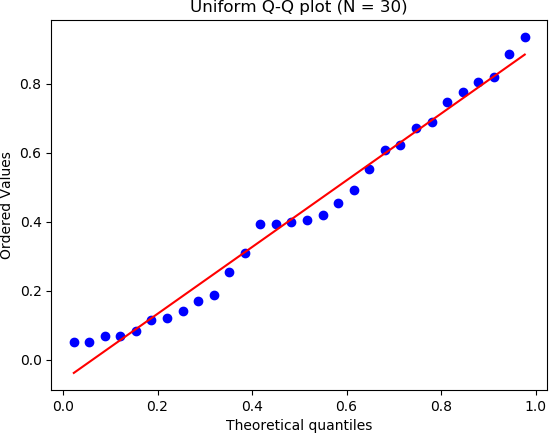 Uniform Q-Q plot (N = 30)
Ordered Values
0.8
0.6
0.4
0.2
0.0
0.0 0.2 0.4 0.6 0.8 1.0
Theoretical quantiles